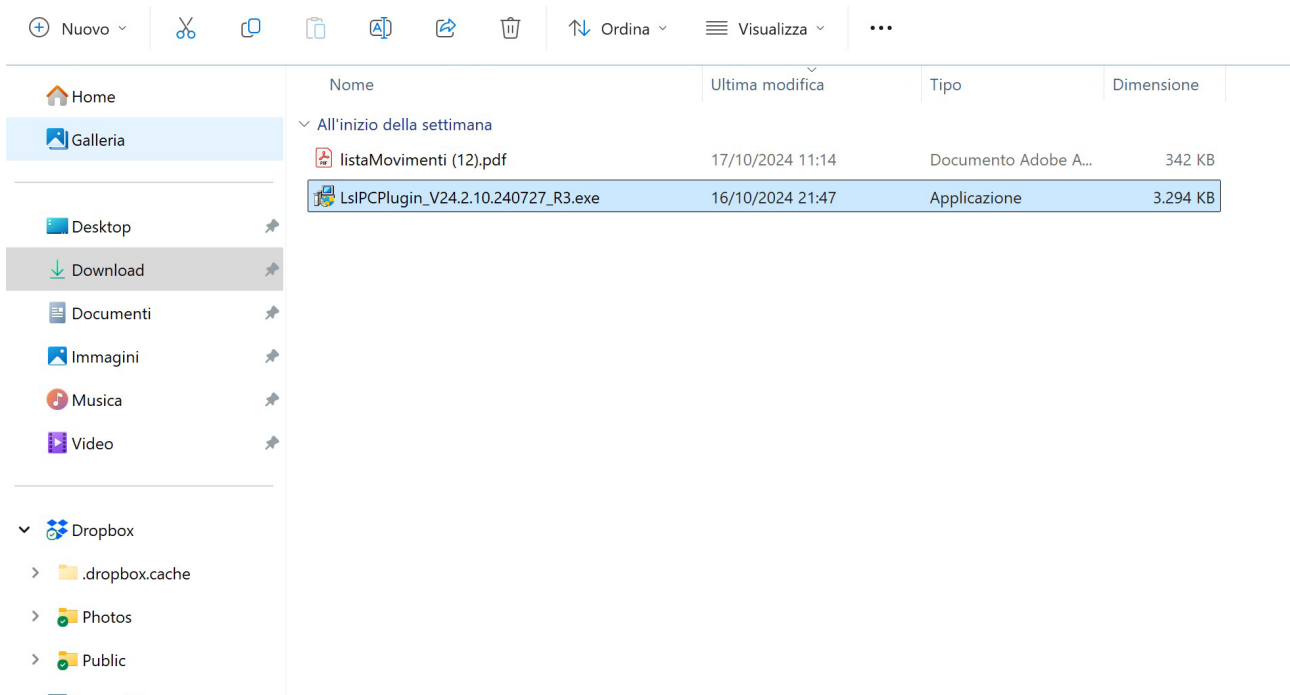 Nuovo Ordina Visualizza
Nome Ultima modifica Tipo Dimensione
Home
Galleria
Desktop
Download
Documenti
Immagini
Musica
Video
Dropbox
.dropbox.cache
Photos
Public
All'inizio della settimana
listaMovimenti (12).pdf 17/10/2024 11:14 Documento Adobe A... 342 KB
LsIPCPlugin_V24.2.10.240727_R3.exe 16/10/2024 21:47 Applicazione 3.294 KB